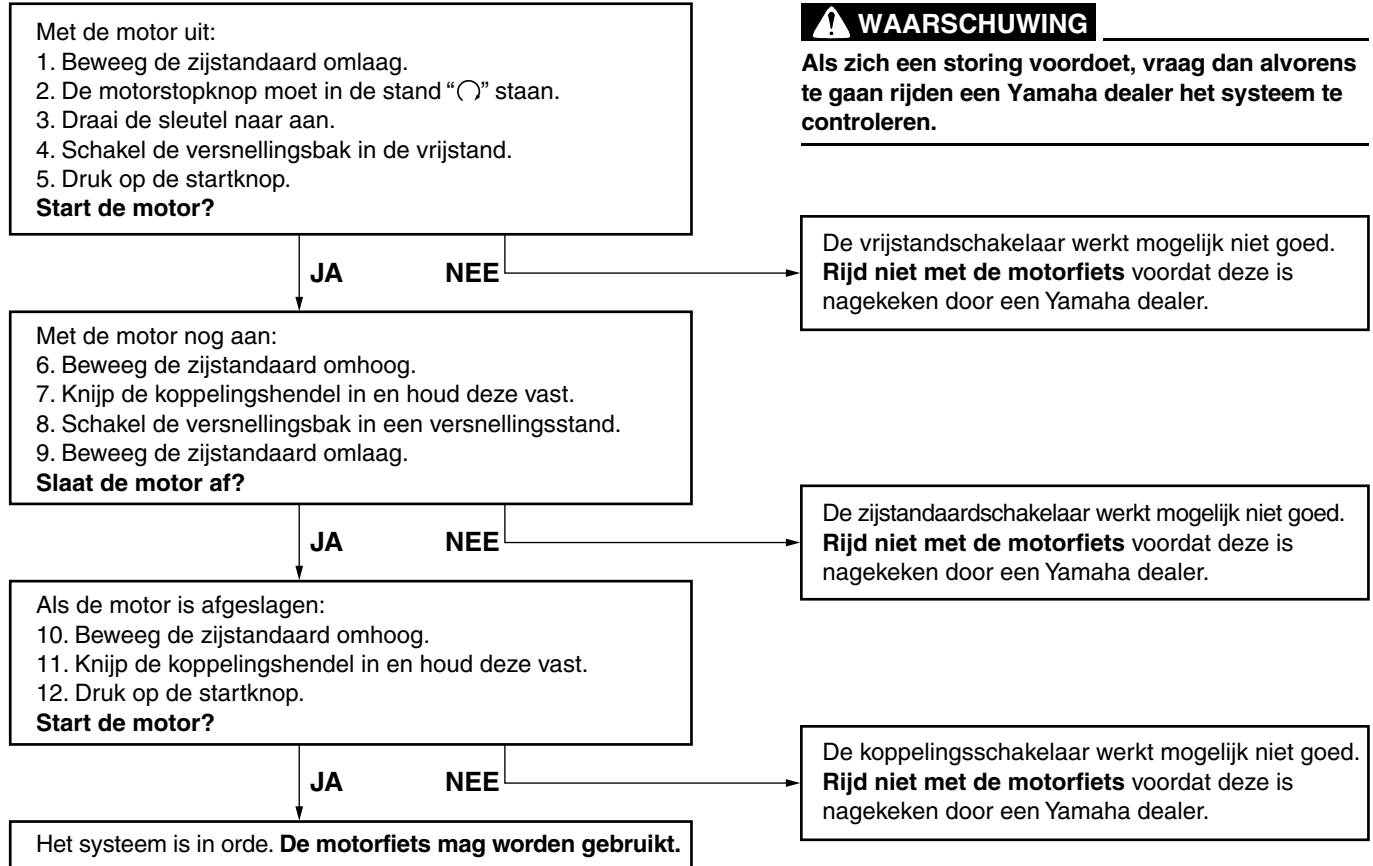 Met de motor uit:
1. Beweeg de zijstandaard omlaag.
2. De motorstopknop moet in de stand “◠” staan.
3. Draai de sleutel naar aan.
4. Schakel de versnellingsbak in de vrijstand.
5. Druk op de startknop.
Start de motor?
WAARSCHUWING
Als zich een storing voordoet, vraag dan alvorens
te gaan rijden een Yamaha dealer het systeem te
controleren.
JA NEE
De vrijstandschakelaar werkt mogelijk niet goed.
Rijd niet met de motorfiets voordat deze is
nagekeken door een Yamaha dealer.
Met de motor nog aan:
6. Beweeg de zijstandaard omhoog.
7. Knijp de koppelingshendel in en houd deze vast.
8. Schakel de versnellingsbak in een versnellingsstand.
9. Beweeg de zijstandaard omlaag.
Slaat de motor af?
JA NEE
De zijstandaardschakelaar werkt mogelijk niet goed.
Rijd niet met de motorfiets voordat deze is
nagekeken door een Yamaha dealer.
Als de motor is afgeslagen:
10. Beweeg de zijstandaard omhoog.
11. Knijp de koppelingshendel in en houd deze vast.
12. Druk op de startknop.
Start de motor?
JA NEE
De koppelingsschakelaar werkt mogelijk niet goed.
Rijd niet met de motorfiets voordat deze is
nagekeken door een Yamaha dealer.
Het systeem is in orde. De motorfiets mag worden gebruikt.